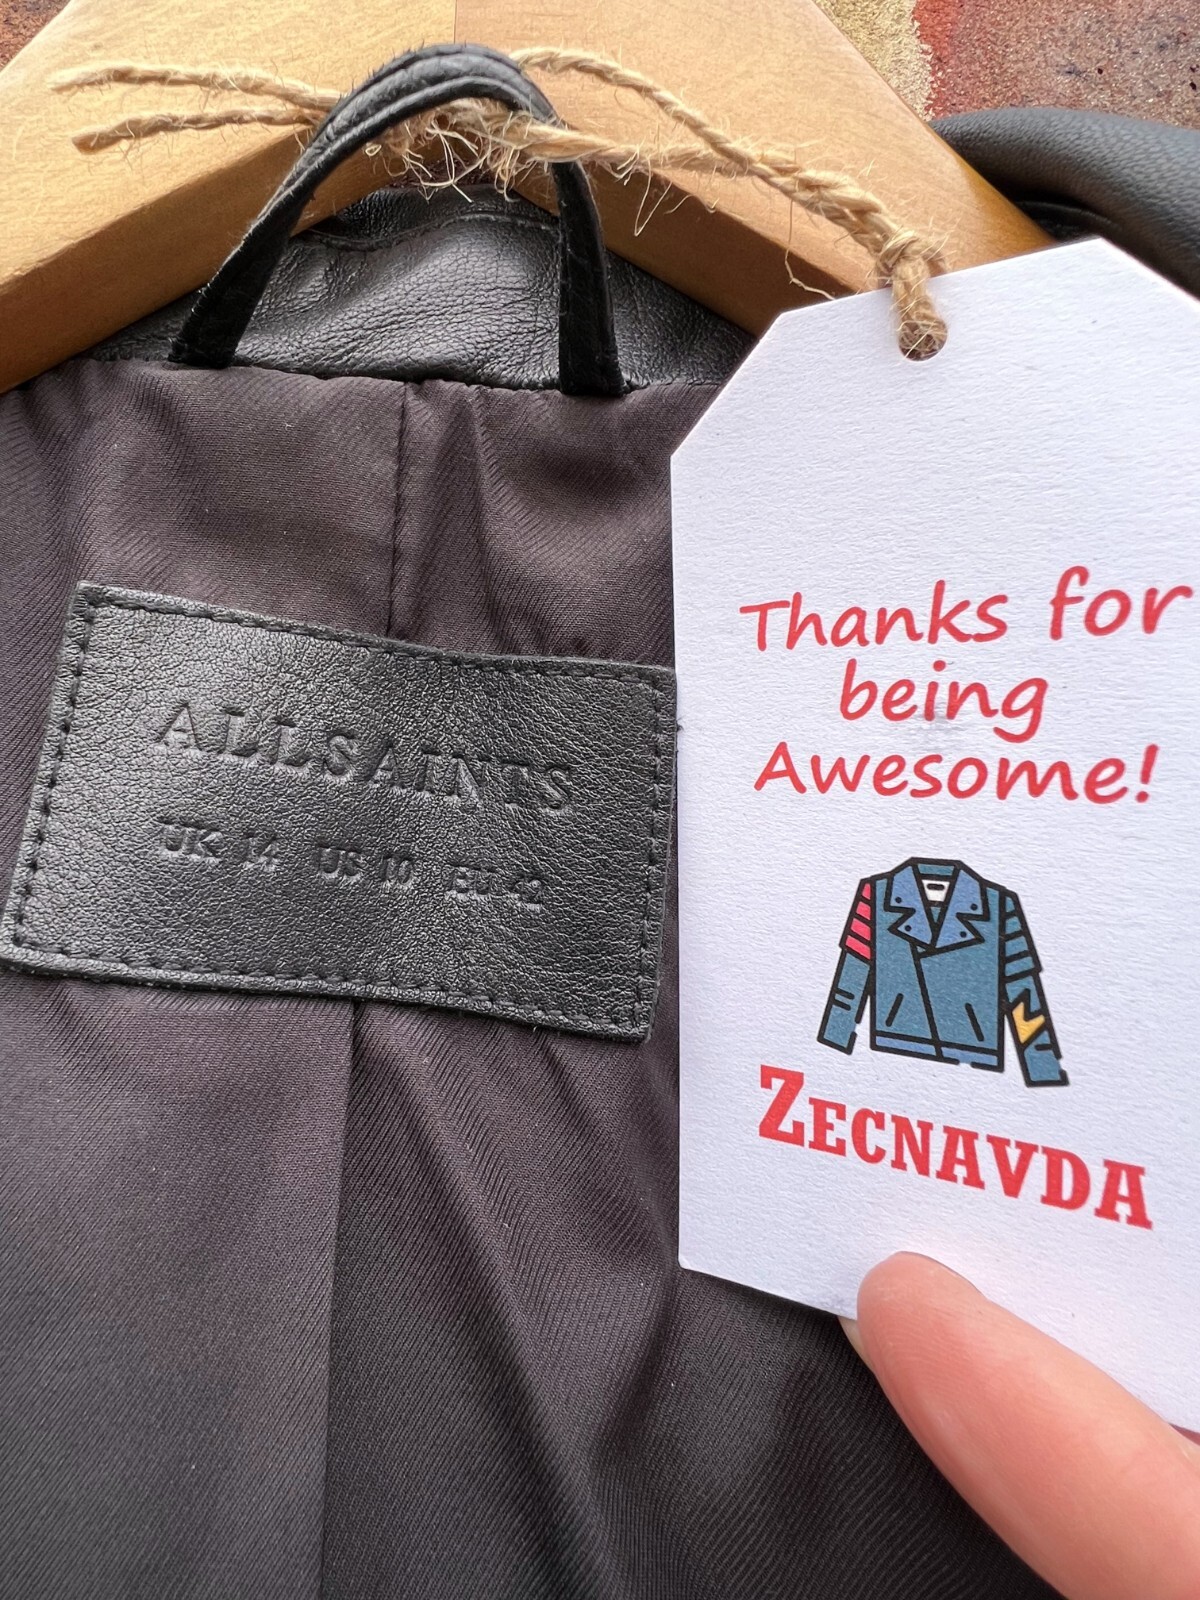 ALLSAINTS
UK 14 US 10 EU 42
Thanks for
being
Awesome!
ZECNAVDA